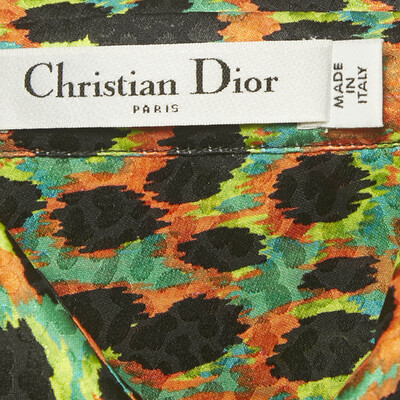 Christian Dior
PARIS
MADE
IN
ITALY